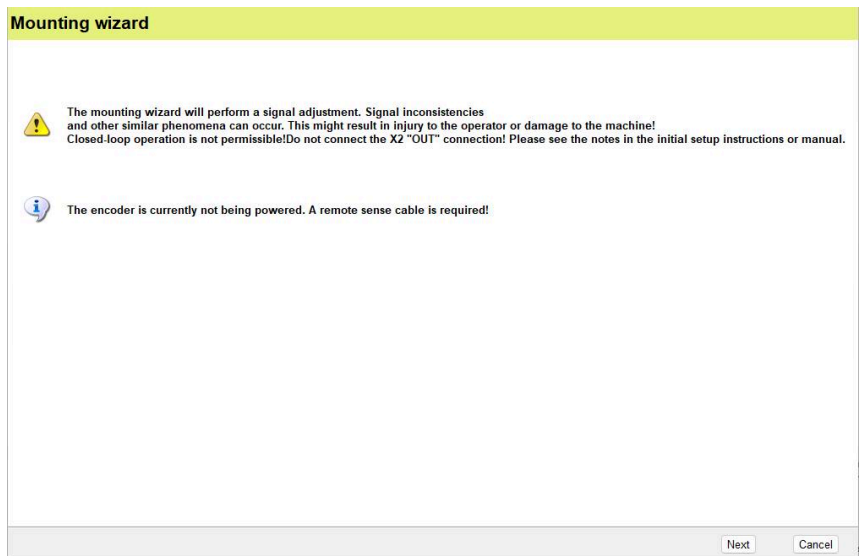 Mounting wizard
The mounting wizard will perform a signal adjustment. Signal inconsistencies
and other similar phenomena can occur. This might result in injury to the operator or damage to the machine!
Closed-loop operation is not permissible!Do not connect the X2 "OUT" connection! Please see the notes in the initial setup instructions or manual.
The encoder is currently not being powered. A remote sense cable is required!
Next Cancel